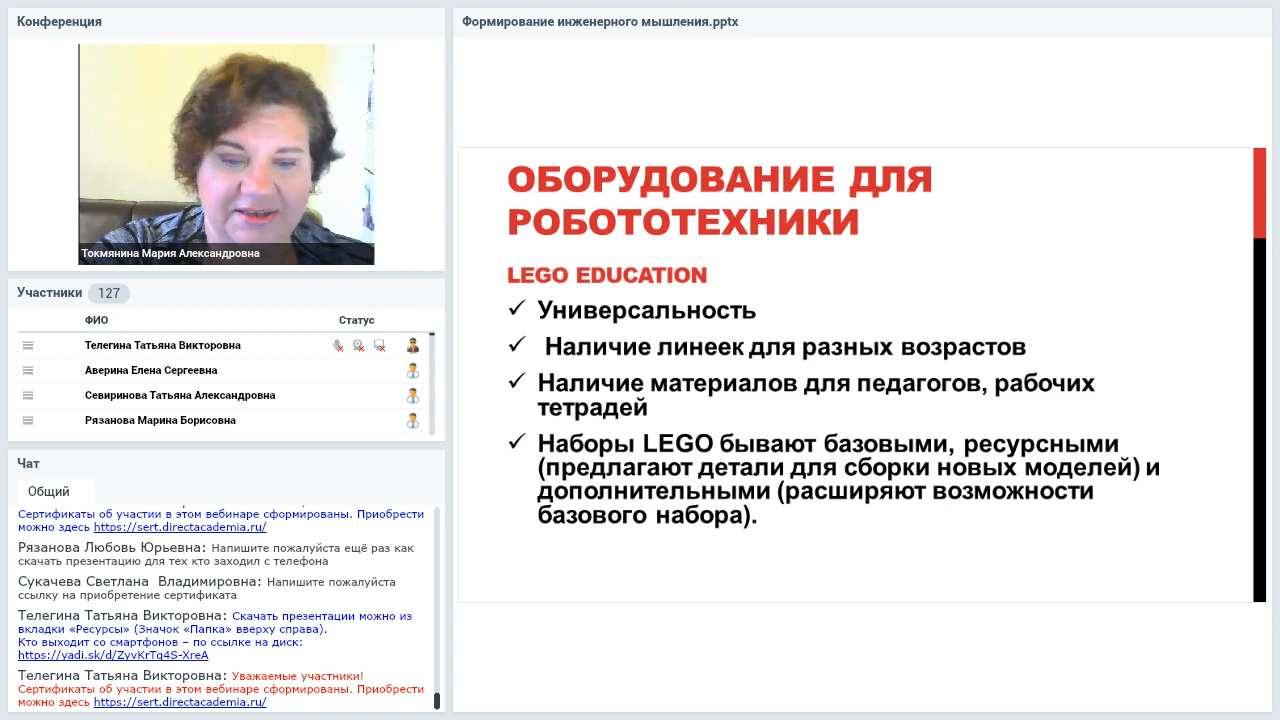 Конференция
Токмянина Мария Александровна
Участники 127
ФИО Статус
Телегина Татьяна Викторовна
Аверина Елена Сергеевна
Севиринова Татьяна Александровна
Рязанова Марина Борисовна
Чат
Общий
Сертификаты об участии в этом вебинаре сформированы. Приобрести
можно здесь https://sert.directacademia.ru/
Рязанова Любовь Юрьевна: Напишите пожалуйста ещё раз как
скачать презентацию для тех кто заходил с телефона
Сукачева Светлана Владимировна: Напишите пожалуйста
ссылку на приобретение сертификата
Телегина Татьяна Викторовна: Скачать презентации можно из
вкладки «Ресурсы» (Значок «Папка» вверху справа).
Кто выходит со смартфонов – по ссылке на диск:
https://yadi.sk/d/ZyvKrTq4S-XreA
Телегина Татьяна Викторовна: Уважаемые участники!
Сертификаты об участии в этом вебинаре сформированы. Приобрести
можно здесь https://sert.directacademia.ru/
Формирование инженерного мышления.pptx
ОБОРУДОВАНИЕ ДЛЯ
РОБОТОТЕХНИКИ
LEGO EDUCATION
✓ Универсальность
✓ Наличие линеек для разных возрастов
✓ Наличие материалов для педагогов, рабочих
тетрадей
✓ Наборы LEGO бывают базовыми, ресурсными
(предлагают детали для сборки новых моделей) и
дополнительными (расширяют возможности
базового набора).